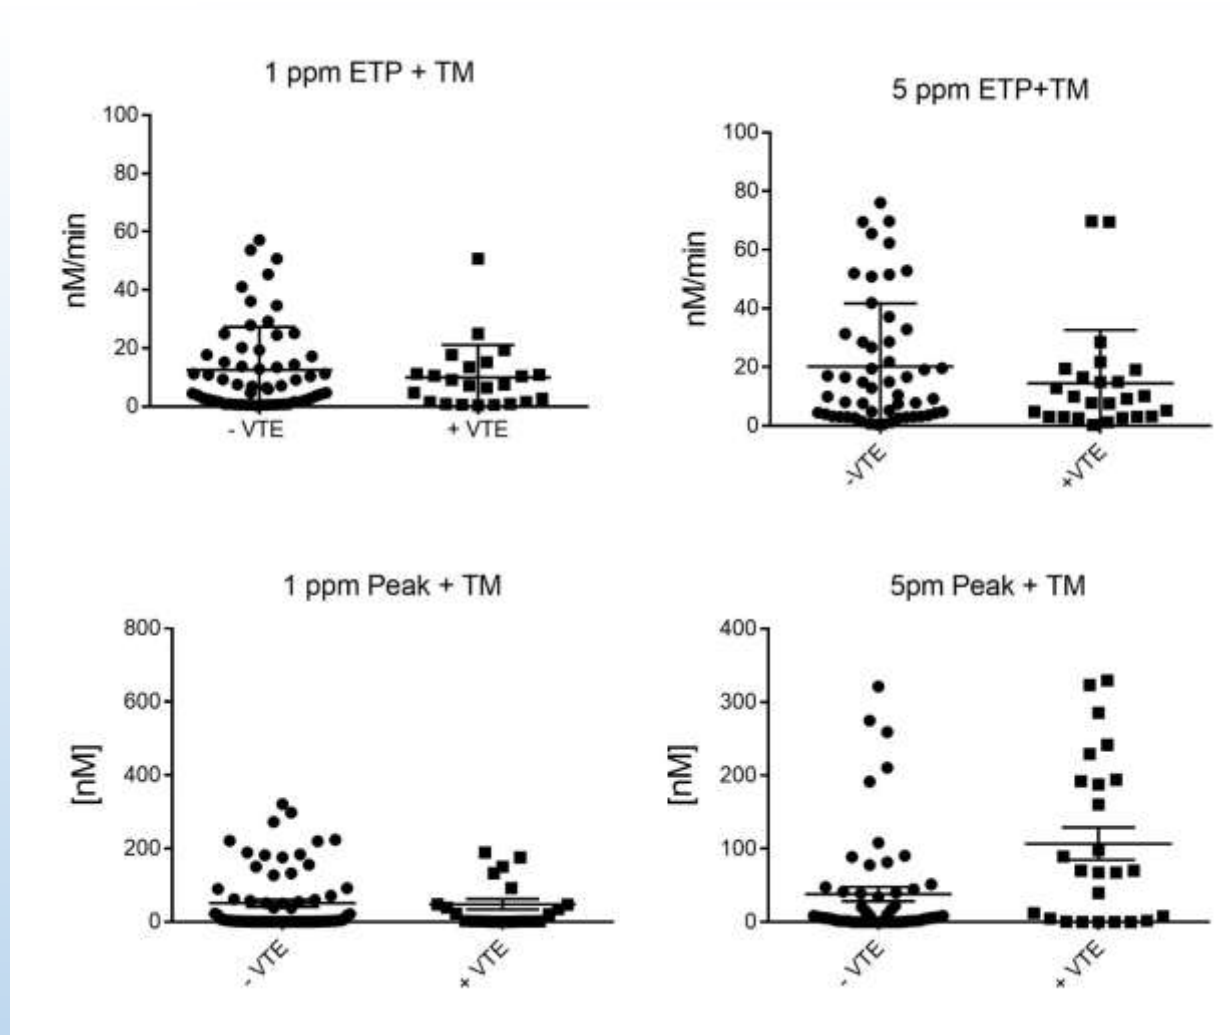 1 ppm ETP + TM
100
80
60
40
20
0
nM/min
- VTE
+ VTE
5 ppm ETP+TM
100
80
60
40
20
0
nM/min
-VTE
+VTE
1 ppm Peak + TM
800
600
400
200
0
[nM]
- VTE
+ VTE
5pm Peak + TM
400
300
200
100
0
[nM]
- VTE
+ VTE